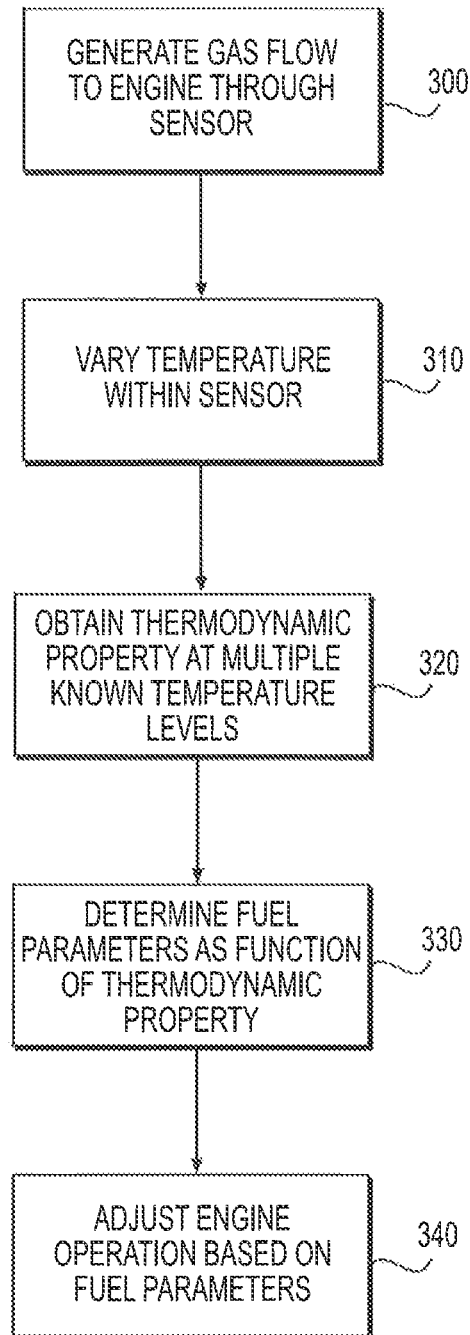 GENERATE GAS FLOW
TO ENGINE THROUGH
SENSOR
300
VARY TEMPERATURE
WITHIN SENSOR
310
OBTAIN THERMODYNAMIC
PROPERTY AT MULTIPLE
KNOWN TEMPERATURE
LEVELS
320
DETERMINE FUEL
PARAMETERS AS FUNCTION
OF THERMODYNAMIC
PROPERTY
330
ADJUST ENGINE
OPERATION BASED ON
FUEL PARAMETERS
340